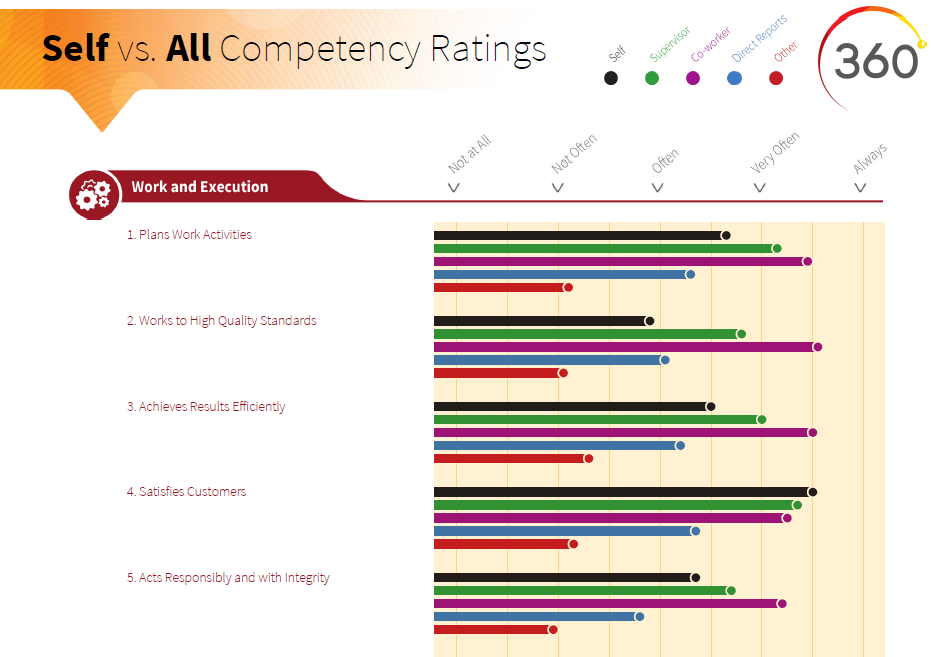 Self vs. All Competency Ratings
Self
Supervisor
Co-worker
Direct Reports
Other
360
Not at All
Not Often
Often
Very Often
Always
Work and Execution
1. Plans Work Activities
2. Works to High Quality Standards
3. Achieves Results Efficiently
4. Satisfies Customers
5. Acts Responsibly and with Integrity